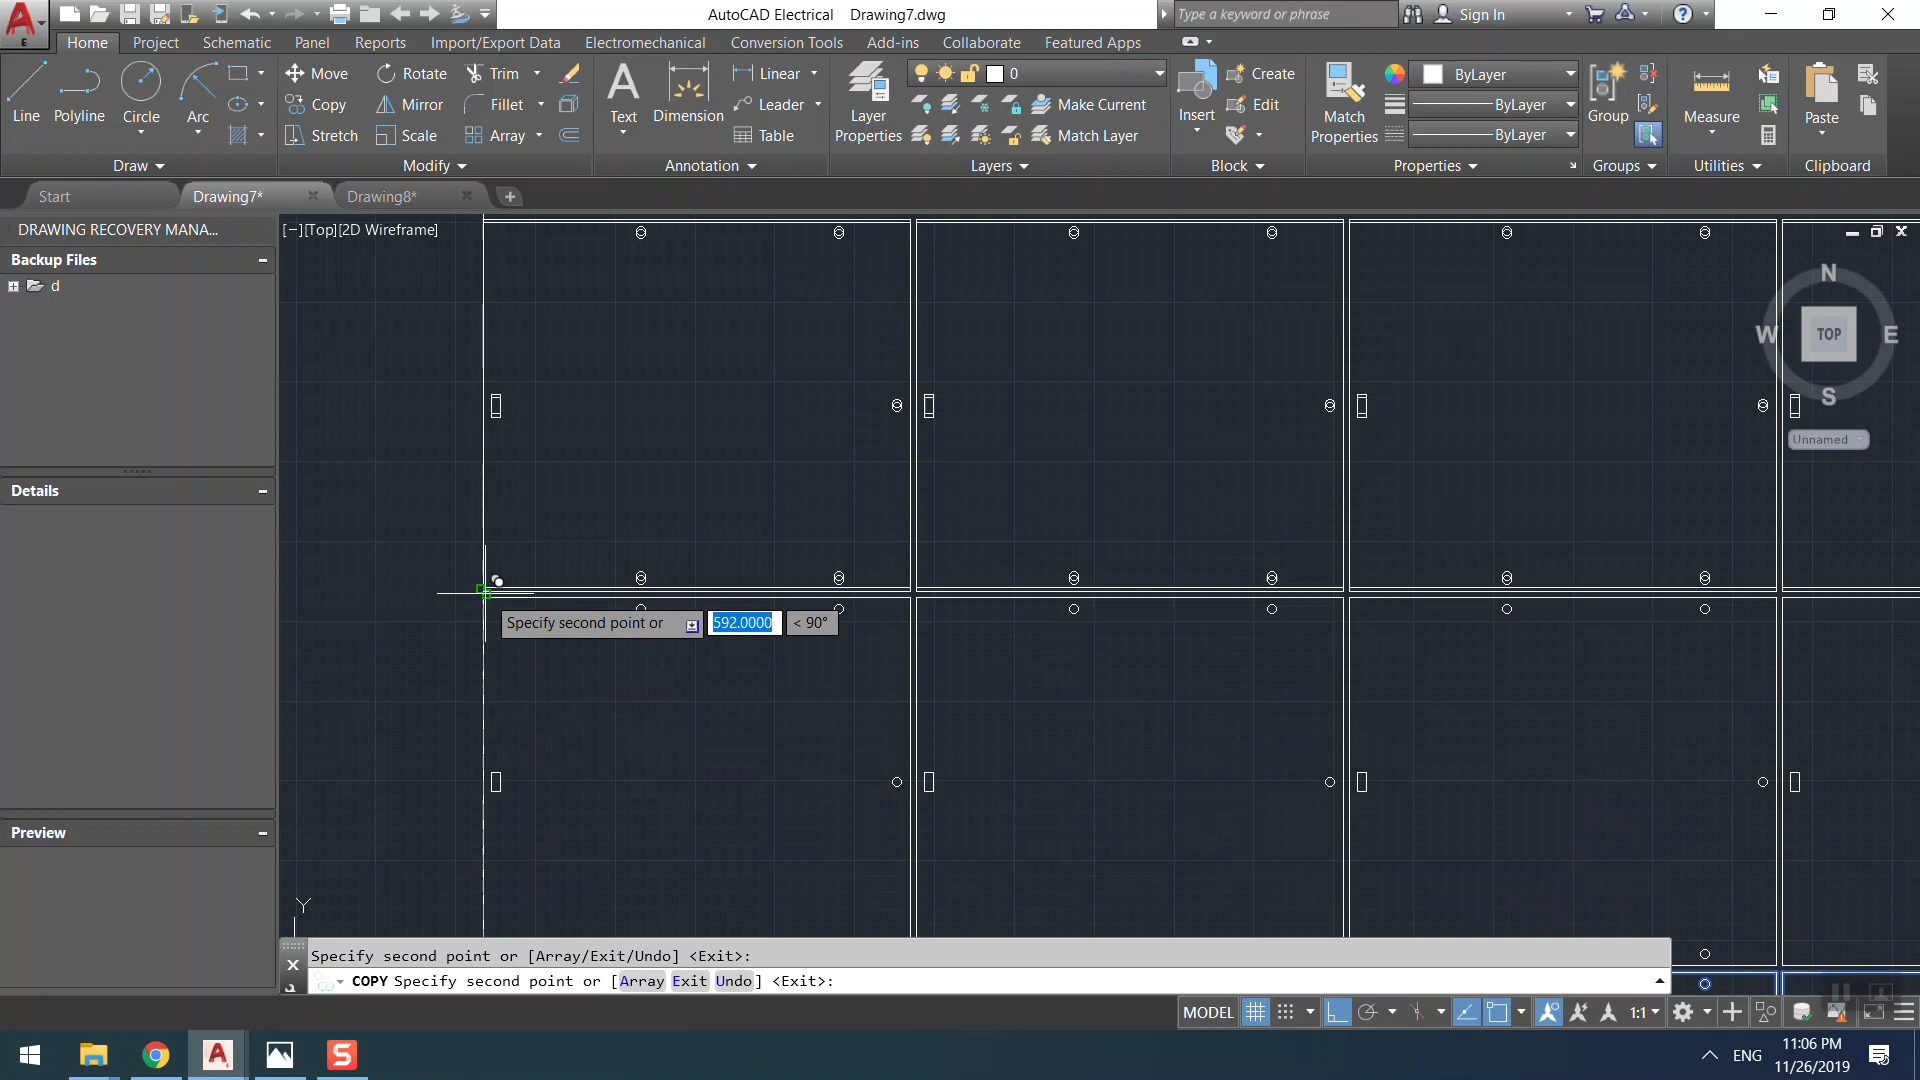 AutoCAD Electrical Drawing7.dwg
Type a keyword or phrase
Sign In
E
Home Project Schematic Panel Reports Import/Export Data Electromechanical Conversion Tools Add-ins Collaborate Featured Apps
Line Polyline Circle Arc
Move Rotate Trim
Copy Mirror Fillet
Stretch Scale Array
Text Dimension
Linear
Leader
Table
Layer Properties
0
Make Current
Match Layer
Insert
Create
Edit
Match Properties
ByLayer
ByLayer
ByLayer
Group
Measure
Paste
Draw Modify Annotation Layers Block Properties Groups Utilities Clipboard
Start Drawing7* Drawing8*
DRAWING RECOVERY MANA...
Backup Files
d
Details
Preview
[−][Top][2D Wireframe]
N
W TOP E
S
Unnamed
Specify second point or 592.0000 < 90°
Y
Specify second point or [Array/Exit/Undo] <Exit>:
COPY Specify second point or [Array Exit Undo] <Exit>:
MODEL 1:1
A S
ENG
11:06 PM
11/26/2019